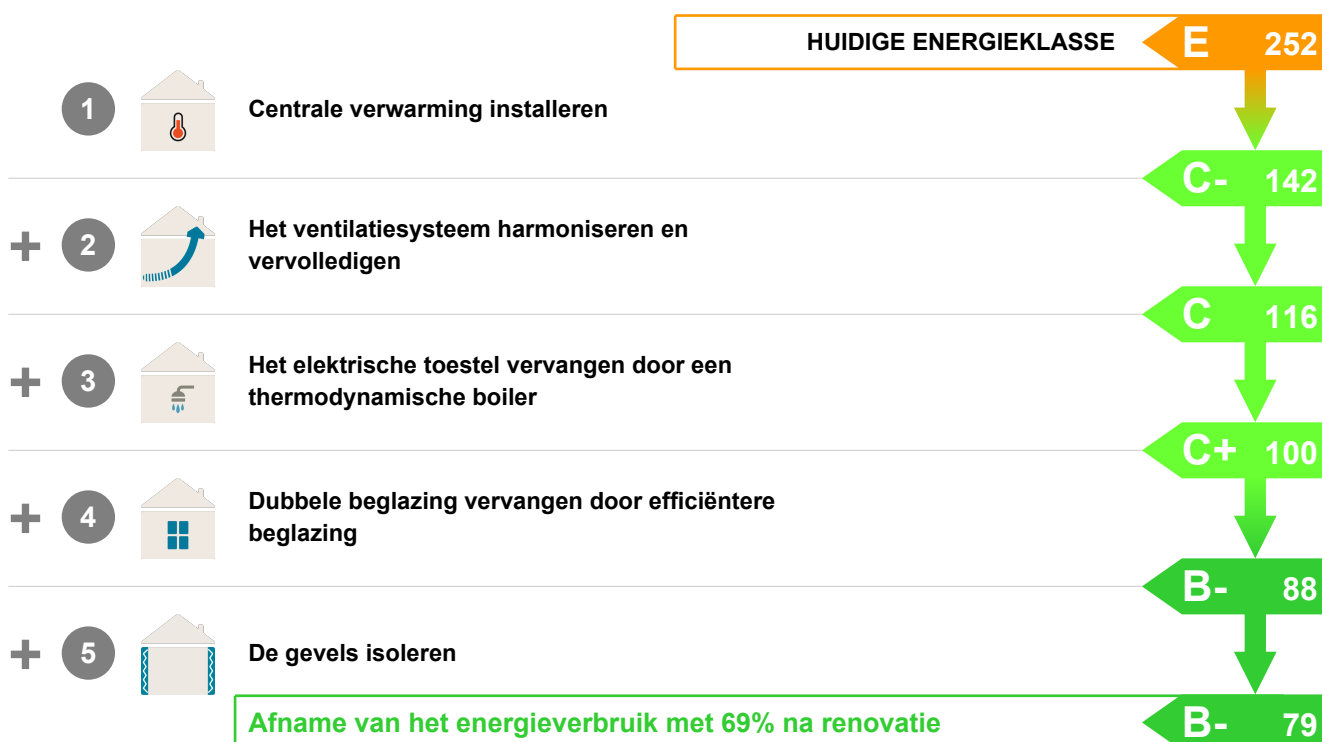 HUIDIGE ENERGIEKLASSE E 252
1 Centrale verwarming installeren
C- 142
+ 2 Het ventilatiesysteem harmoniseren en
vervolledigen
C 116
+ 3 Het elektrische toestel vervangen door een
thermodynamische boiler
C+ 100
+ 4 Dubbele beglazing vervangen door efficiëntere
beglazing
B- 88
+ 5 De gevels isoleren
Afname van het energieverbruik met 69% na renovatie B- 79